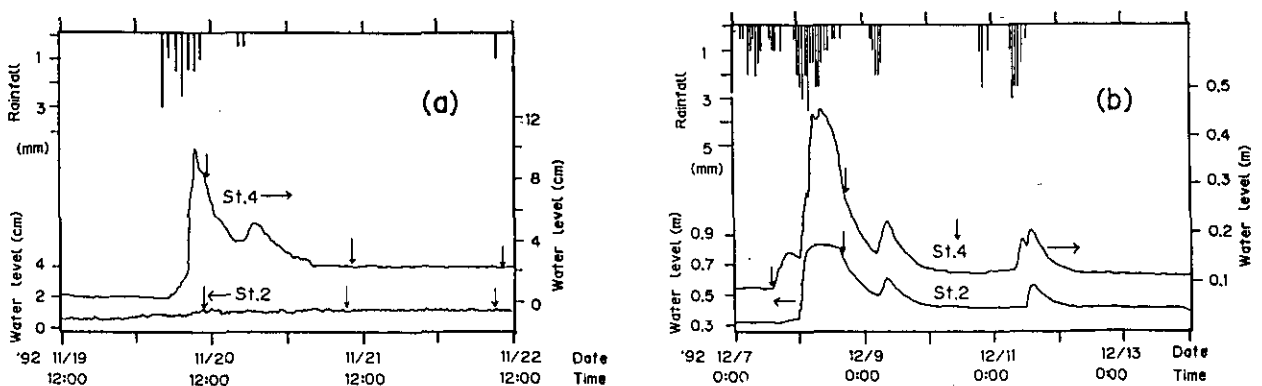 Rainfall
1
3
(mm)
Water level (cm)
4
2
0
(a)
12
8
4
0
Water level (cm)
St.4
St.2
'92 11/19 11/20 11/21 11/22 Date
12:00 12:00 12:00 12:00 Time
Rainfall
1
3
5
(mm)
Water level (m)
0.9
0.7
0.5
0.3
(b)
0.5
0.4
0.3
0.2
0.1
Water level (m)
St.4
St.2
'92 12/7 12/9 12/11 12/13 Date
0:00 0:00 0:00 0:00 Time